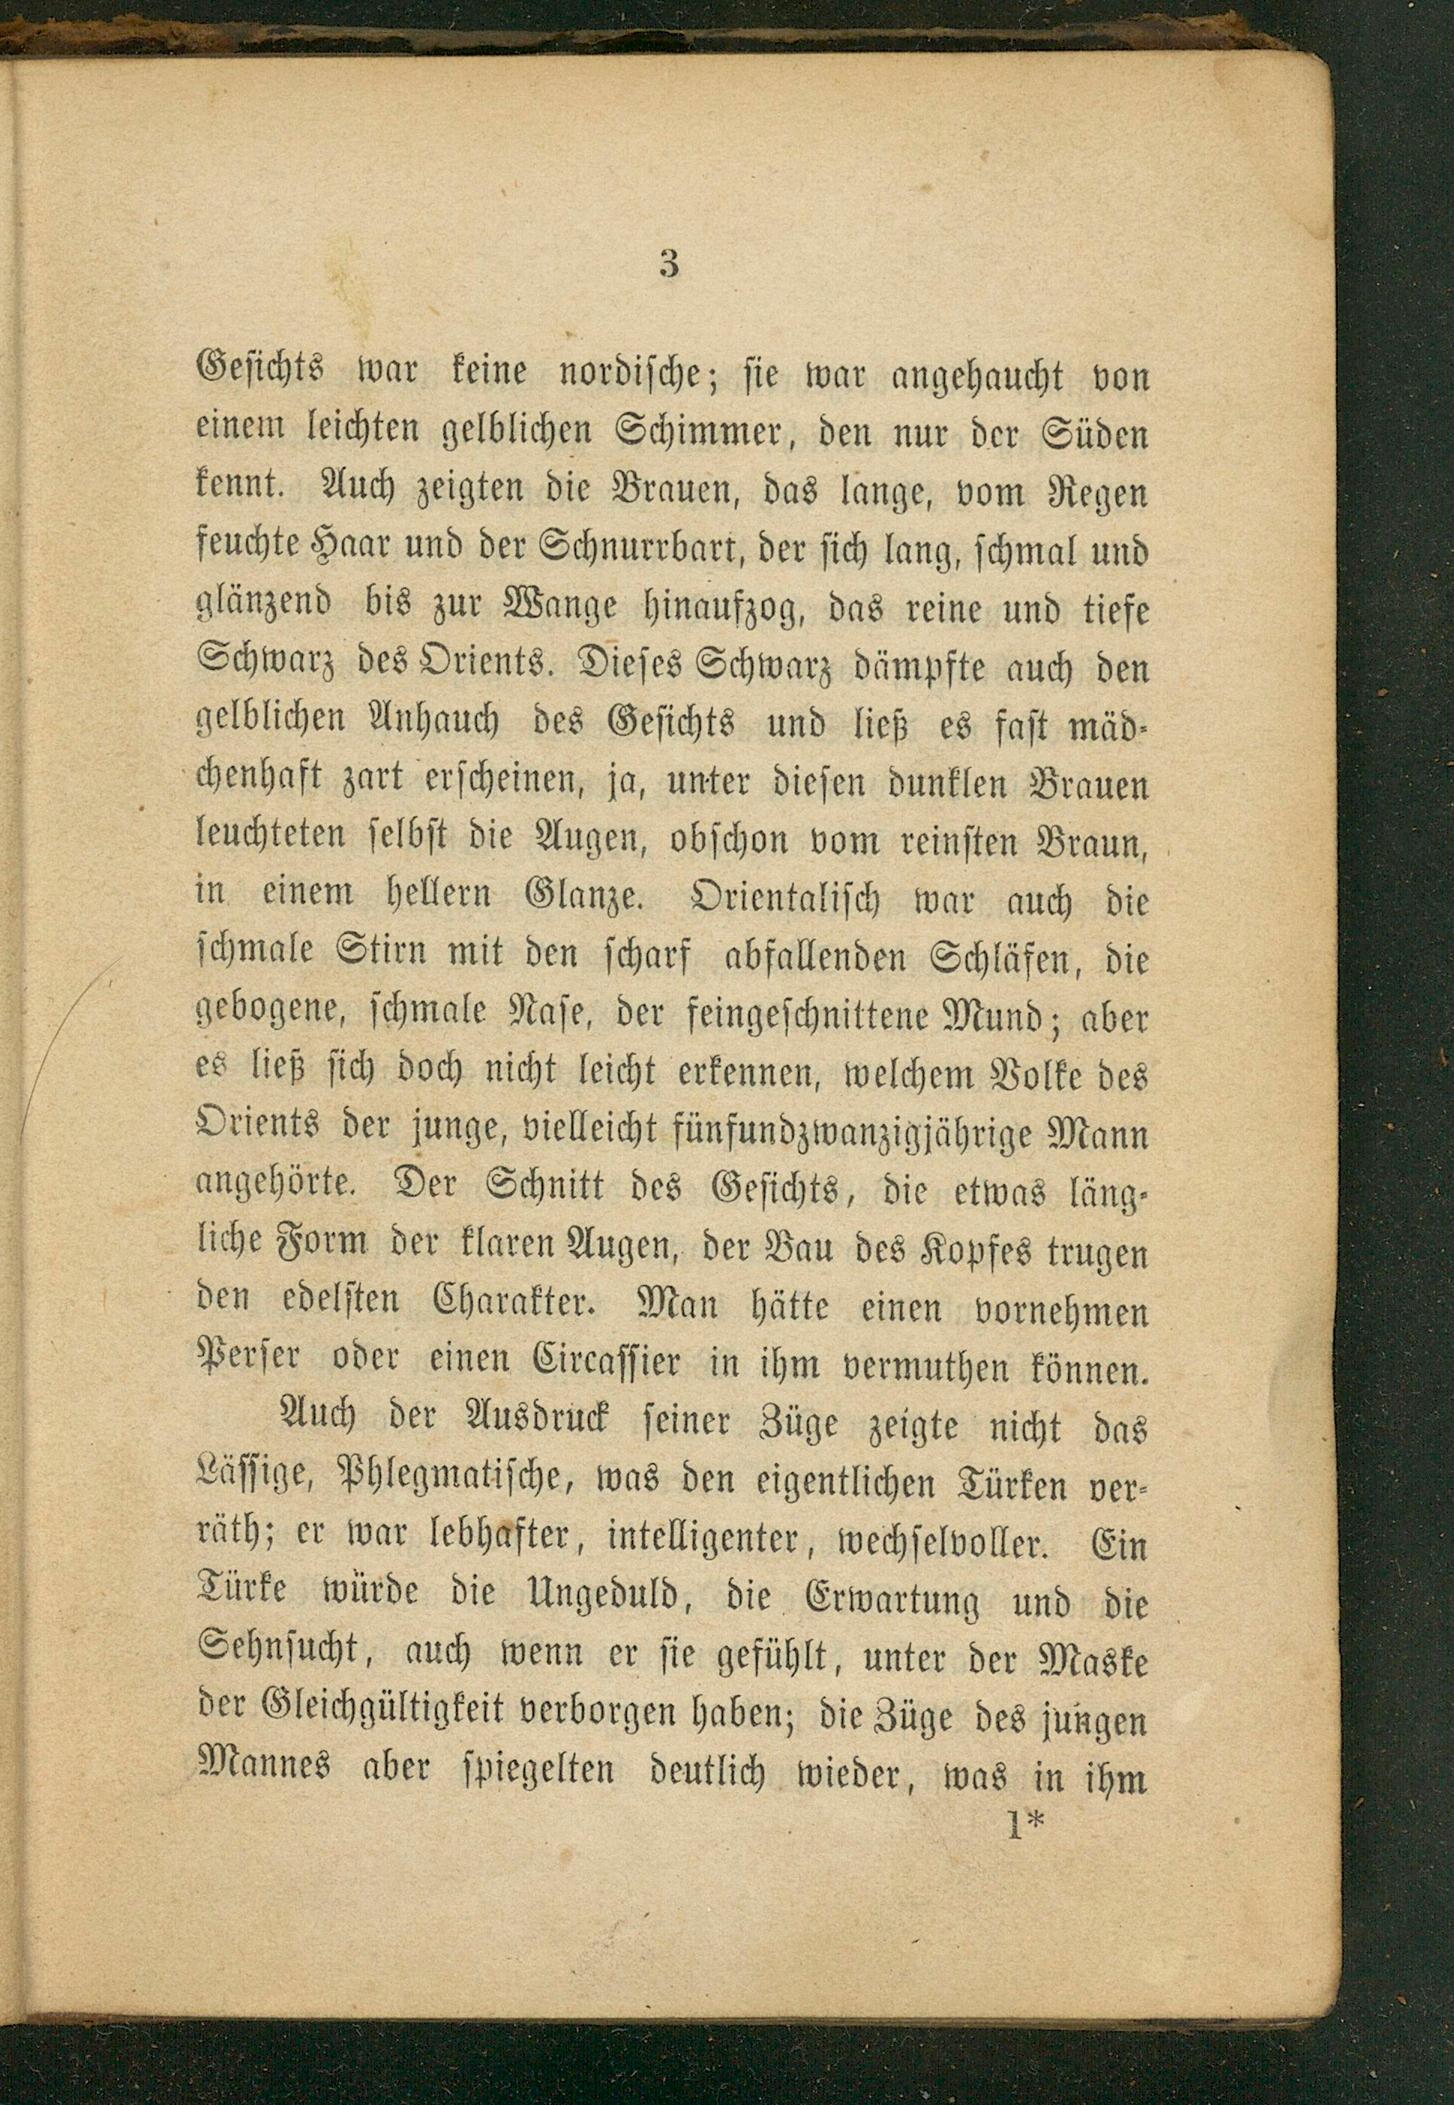 3
Gesichts war keine nordische; sie war angehaucht von
einem leichten gelblichen Schimmer, den nur der Süden
kennt. Auch zeigten die Brauen, das lange, vom Regen
feuchte Haar und der Schnurrbart, der sich lang, schmal und
glänzend bis zur Wange hinaufzog, das reine und tiefe
Schwarz des Orients. Dieses Schwarz dämpfte auch den
gelblichen Anhauch des Gesichts und ließ es fast mäd-
chenhaft zart erscheinen, ja, unter diesen dunklen Brauen
leuchteten selbst die Augen, obschon vom reinsten Braun,
in einem hellern Glanze. Orientalisch war auch die
schmale Stirn mit den scharf abfallenden Schläfen, die
gebogene, schmale Nase, der feingeschnittene Mund; aber
es ließ sich doch nicht leicht erkennen, welchem Volke des
Orients der junge, vielleicht fünfundzwanzigjährige Mann
angehörte. Der Schnitt des Gesichts, die etwas läng-
liche Form der klaren Augen, der Bau des Kopfes trugen
den edelsten Charakter. Man hätte einen vornehmen
Perser oder einen Circassier in ihm vermuthen können.
Auch der Ausdruck seiner Züge zeigte nicht das
Lässige, Phlegmatische, was den eigentlichen Türken ver-
räth; er war lebhafter, intelligenter, wechselvoller. Ein
Türke würde die Ungeduld, die Erwartung und die
Sehnsucht, auch wenn er sie gefühlt, unter der Maske
der Gleichgültigkeit verborgen haben; die Züge des jungen
Mannes aber spiegelten deutlich wieder, was in ihm
1*